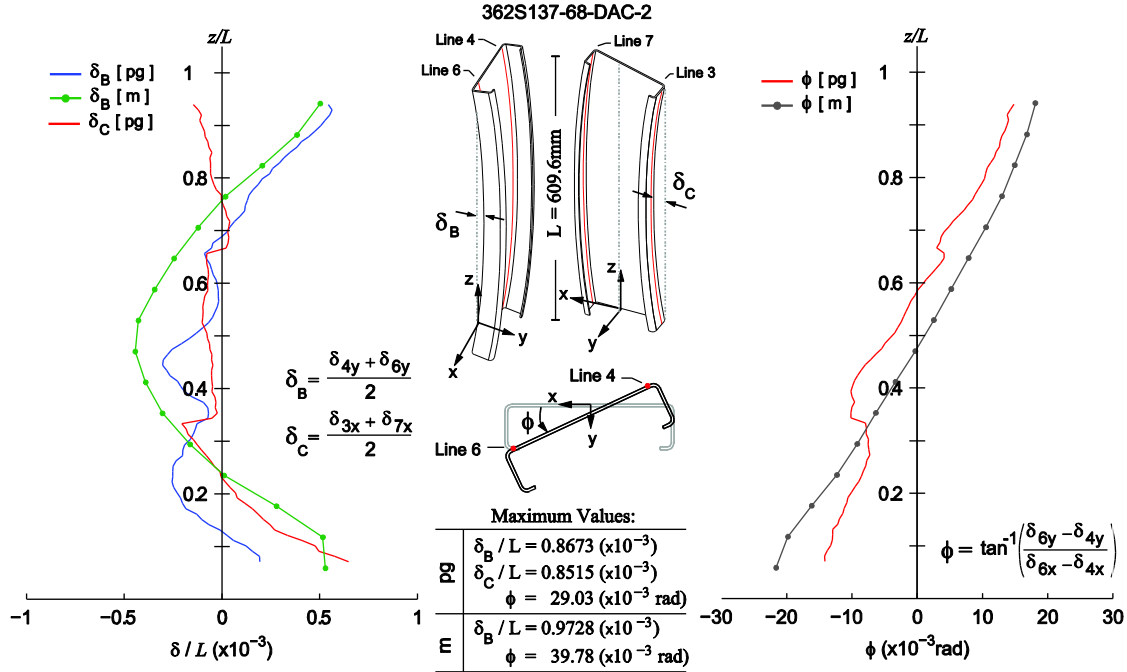 362S137-68-DAC-2
z/L
δB [ pg ]
δB [ m ]
δC [ pg ]
1
0.8
0.6
0.4
0.2
-1
-0.5
0
0.5
1
δ / L (x10⁻³)
δB = (δ4y + δ6y) / 2
δC = (δ3x + δ7x) / 2
Line 4
Line 6
δB
z
y
x
L = 609.6mm
Line 7
Line 3
δC
z
x
y
Line 4
x
y
ϕ
Line 6
Maximum Values:
pg
δB / L = 0.8673 (x10⁻³)
δC / L = 0.8515 (x10⁻³)
ϕ = 29.03 (x10⁻³ rad)
m
δB / L = 0.9728 (x10⁻³)
ϕ = 39.78 (x10⁻³ rad)
z/L
ϕ [ pg ]
ϕ [ m ]
1
0.8
0.6
0.4
0.2
ϕ = tan⁻¹((δ6y − δ4y) / (δ6x − δ4x))
-30
-20
-10
0
10
20
30
ϕ (x10⁻³rad)